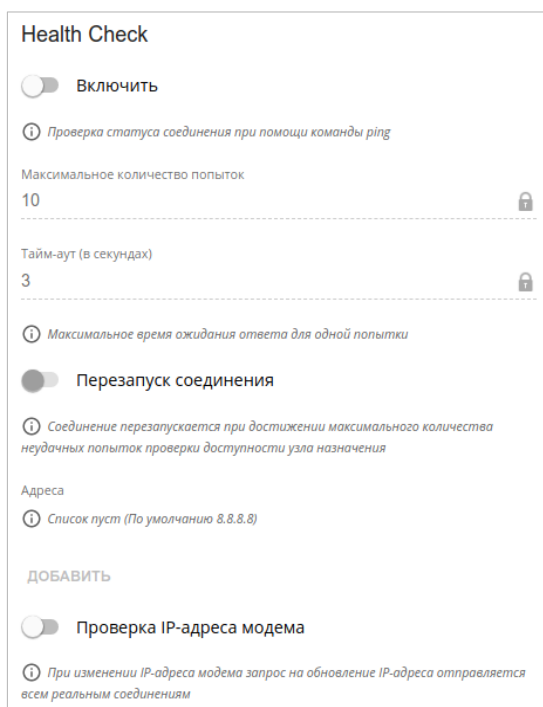 Health Check
Включить
Проверка статуса соединения при помощи команды ping
Максимальное количество попыток
10
Тайм-аут (в секундах)
3
Максимальное время ожидания ответа для одной попытки
Перезапуск соединения
Соединение перезапускается при достижении максимального количества
неудачных попыток проверки доступности узла назначения
Адреса
Список пуст (По умолчанию 8.8.8.8)
ДОБАВИТЬ
Проверка IP-адреса модема
При изменении IP-адреса модема запрос на обновление IP-адреса отправляется
всем реальным соединениям